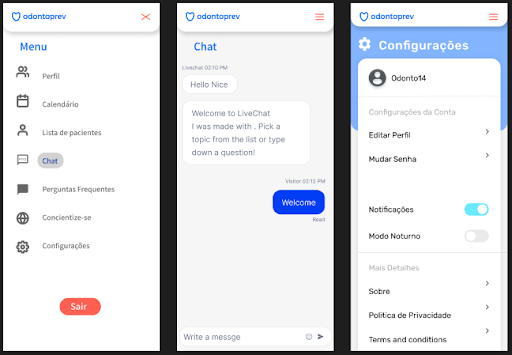 odontoprev
Menu
Perfil
Calendário
Lista de pacientes
Chat
Perguntas Frequentes
Concientize-se
Configurações
Sair
odontoprev
Chat
Livechat 02:10 PM
Hello Nice
Welcome to LiveChat
I was made with . Pick a
topic from the list or type
down a question!
Visitor 02:13 PM
Welcome
Read
Write a messge
odontoprev
Configurações
Odonto14
Configurações da Conta
Editar Perfil
Mudar Senha
Notificações
Modo Noturno
Mais Detalhes
Sobre
Politica de Privacidade
Terms and conditions